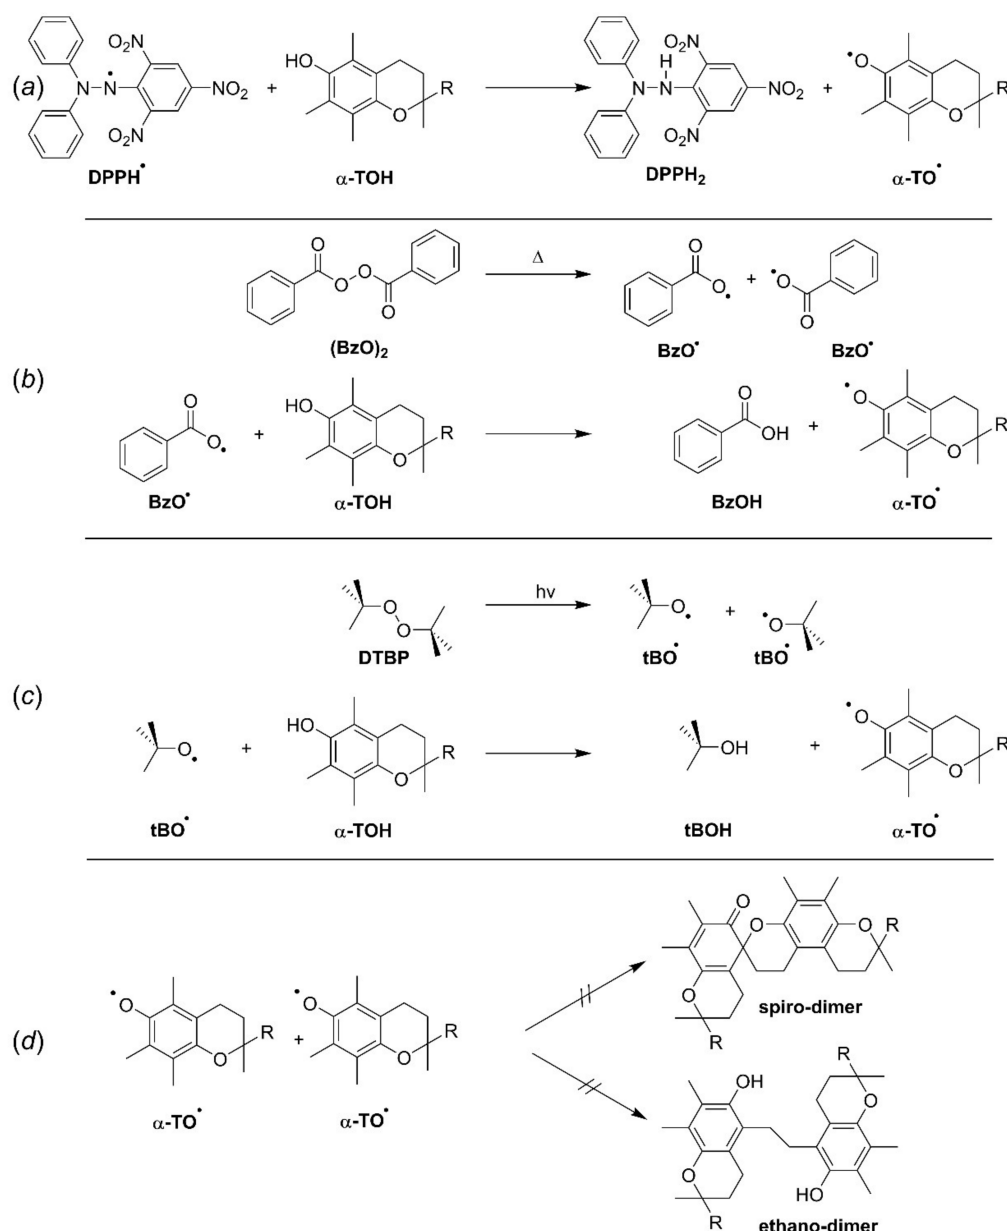 (a)
O₂N
N N•
NO₂
O₂N
DPPH•
+
HO
O
R
α-TOH
O₂N
H
N NH
NO₂
O₂N
DPPH₂
+
•
O
O
R
α-TO•
(b)
O
O O
O
(BzO)₂
Δ
O
O•
BzO•
+
•O
O
BzO•
O
O•
BzO•
+
HO
O
R
α-TOH
O
OH
BzOH
+
•
O
O
R
α-TO•
(c)
O
O
DTBP
hν
O•
tBO•
+
•O
tBO•
O•
tBO•
+
HO
O
R
α-TOH
OH
tBOH
+
•
O
O
R
α-TO•
(d)
•
O
O
R
α-TO•
+
•
O
O
R
α-TO•
O
O
O
R
O
R
spiro-dimer
OH
R
O
O
HO
R
ethano-dimer